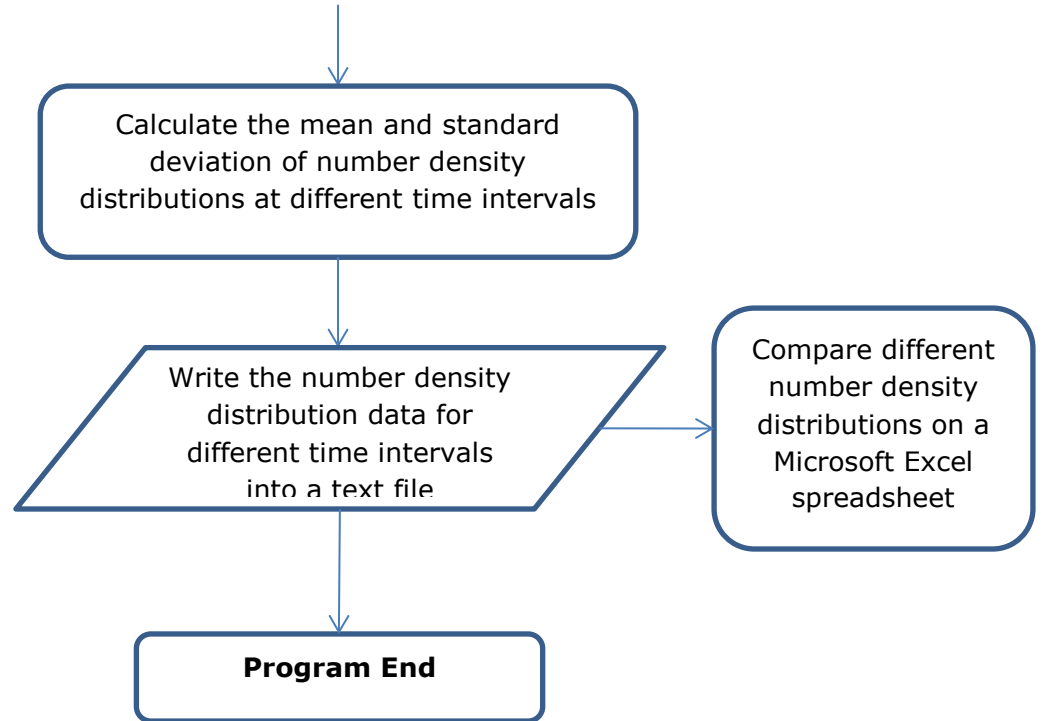 Calculate the mean and standard
deviation of number density
distributions at different time intervals
Write the number density
distribution data for
different time intervals
into a text file
Compare different
number density
distributions on a
Microsoft Excel
spreadsheet
Program End